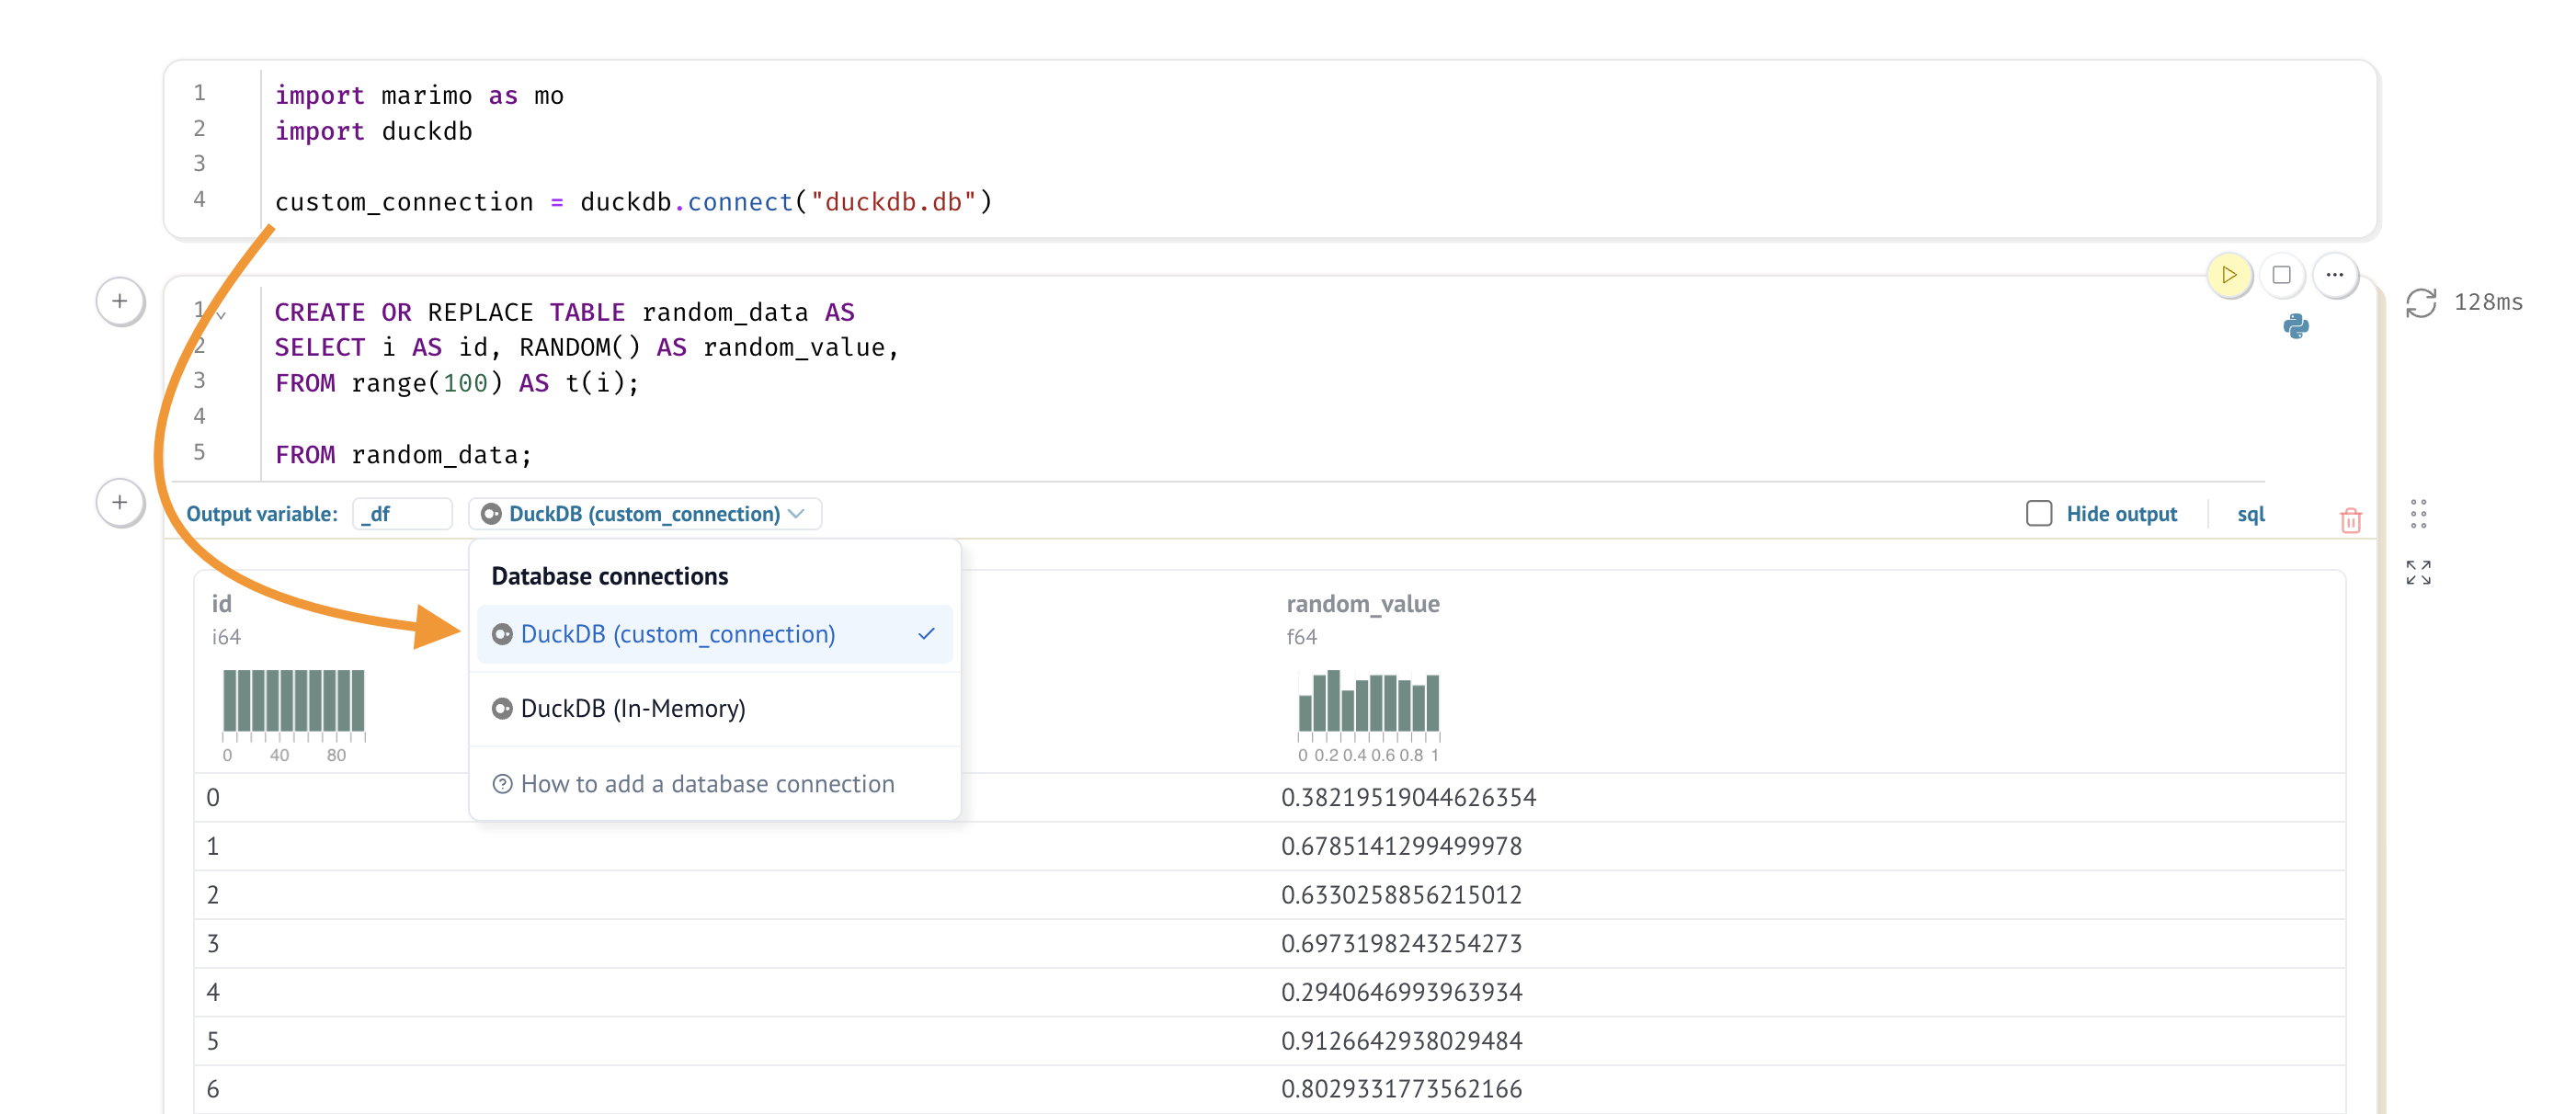 1 import marimo as mo
2 import duckdb
3
4 custom_connection = duckdb.connect("duckdb.db")
128ms
1 CREATE OR REPLACE TABLE random_data AS
2 SELECT i AS id, RANDOM() AS random_value,
3 FROM range(100) AS t(i);
4
5 FROM random_data;
Output variable: _df DuckDB (custom_connection) Hide output sql
Database connections
DuckDB (custom_connection)
DuckDB (In-Memory)
How to add a database connection
id random_value
i64 f64
0 40 80 0 0.2 0.4 0.6 0.8 1
0 0.38219519044626354
1 0.6785141299499978
2 0.6330258856215012
3 0.6973198243254273
4 0.2940646993963934
5 0.9126642938029484
6 0.8029331773562166